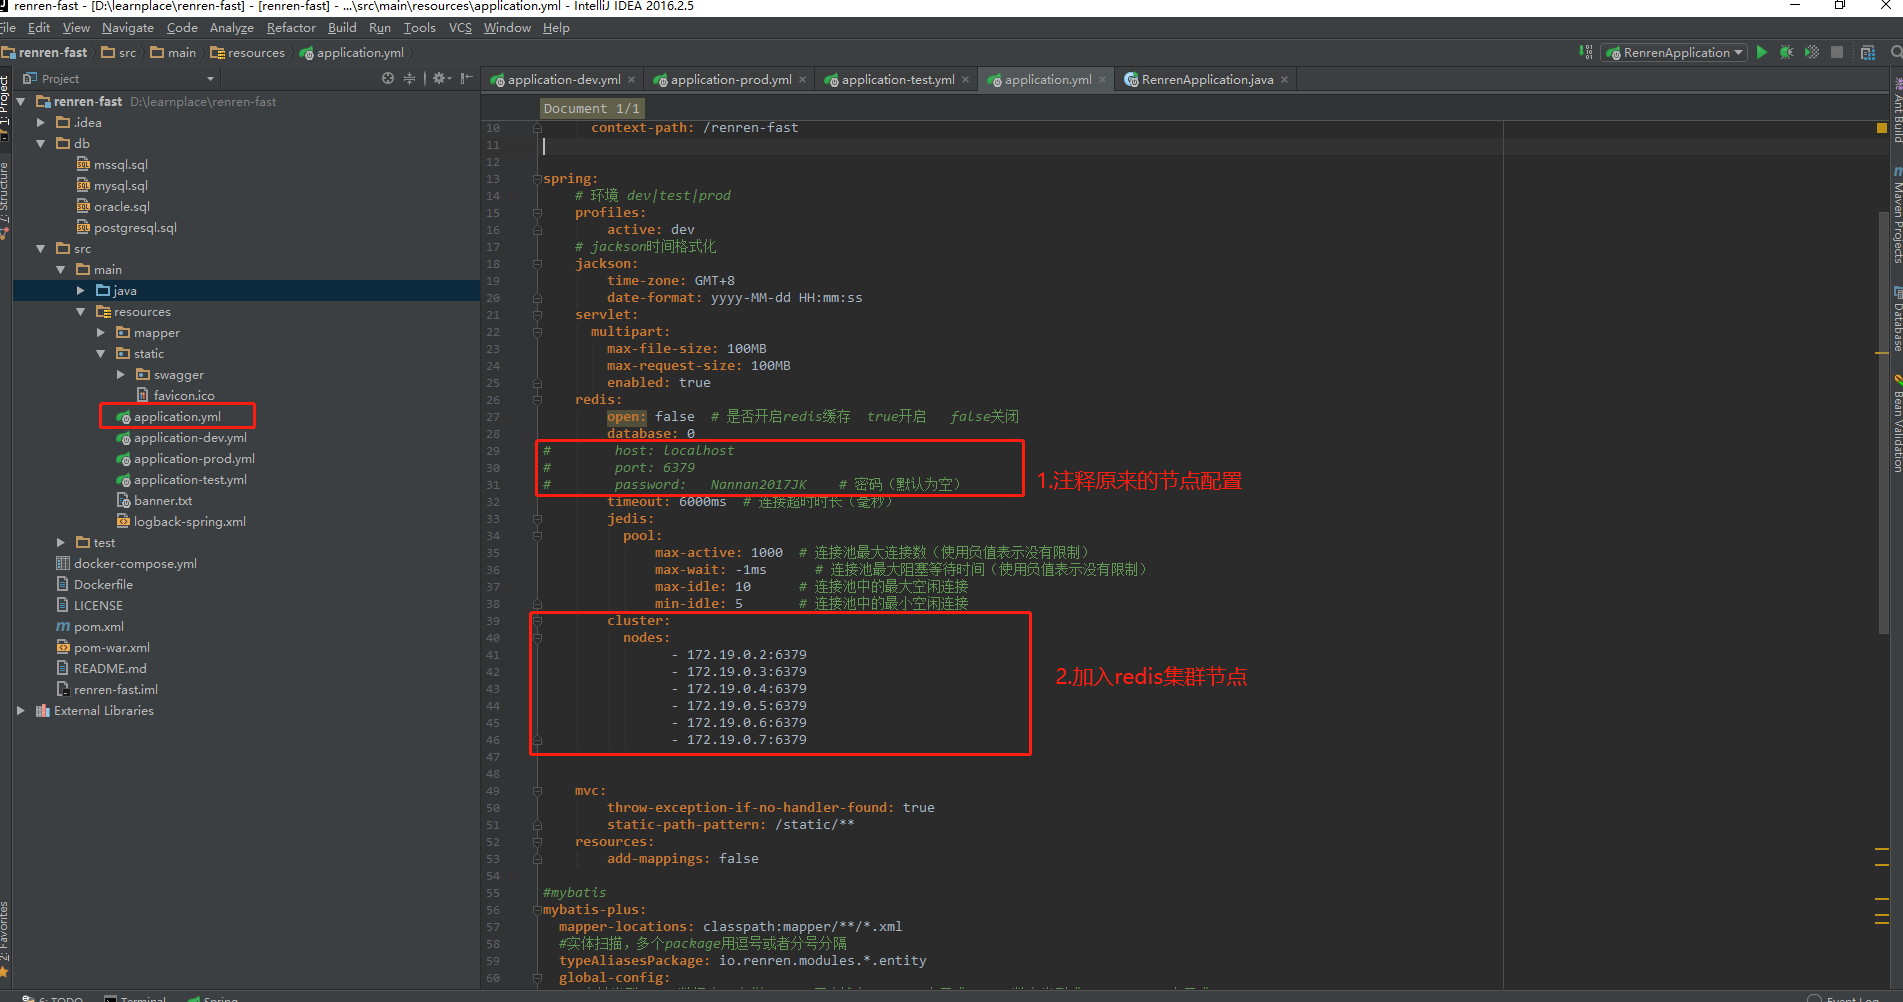 renren-fast - [D:\learnplace\renren-fast] - [renren-fast] - ...\src\main\resources\application.yml - IntelliJ IDEA 2016.2.5
File Edit View Navigate Code Analyze Refactor Build Run Tools VCS Window Help
renren-fast src main resources application.yml RenrenApplication
Project application-dev.yml application-prod.yml application-test.yml application.yml RenrenApplication.java
1: Project
7: Structure
2: Favorites
renren-fast D:\learnplace\renren-fast
.idea
db
mssql.sql
mysql.sql
oracle.sql
postgresql.sql
src
main
java
resources
mapper
static
swagger
favicon.ico
application.yml
application-dev.yml
application-prod.yml
application-test.yml
banner.txt
logback-spring.xml
test
docker-compose.yml
Dockerfile
LICENSE
pom.xml
pom-war.xml
README.md
renren-fast.iml
External Libraries
Document 1/1
10 context-path: /renren-fast
11
12
13 spring:
14 # 环境 dev|test|prod
15 profiles:
16 active: dev
17 # jackson时间格式化
18 jackson:
19 time-zone: GMT+8
20 date-format: yyyy-MM-dd HH:mm:ss
21 servlet:
22 multipart:
23 max-file-size: 100MB
24 max-request-size: 100MB
25 enabled: true
26 redis:
27 open: false # 是否开启redis缓存 true开启 false关闭
28 database: 0
29 # host: localhost
30 # port: 6379
31 # password: Nannan2017JK # 密码（默认为空）
1.注释原来的节点配置
32 timeout: 6000ms # 连接超时时长（毫秒）
33 jedis:
34 pool:
35 max-active: 1000 # 连接池最大连接数（使用负值表示没有限制）
36 max-wait: -1ms # 连接池最大阻塞等待时间（使用负值表示没有限制）
37 max-idle: 10 # 连接池中的最大空闲连接
38 min-idle: 5 # 连接池中的最小空闲连接
39 cluster:
40 nodes:
41 - 172.19.0.2:6379
42 - 172.19.0.3:6379
2.加入redis集群节点
43 - 172.19.0.4:6379
44 - 172.19.0.5:6379
45 - 172.19.0.6:6379
46 - 172.19.0.7:6379
47
48
49 mvc:
50 throw-exception-if-no-handler-found: true
51 static-path-pattern: /static/**
52 resources:
53 add-mappings: false
54
55 #mybatis
56 mybatis-plus:
57 mapper-locations: classpath:mapper/**/*.xml
58 #实体扫描，多个package用逗号或者分号分隔
59 typeAliasesPackage: io.renren.modules.*.entity
60 global-config:
Ant Build
Maven Projects
Database
Bean Validation
6: TODO Terminal Spring Event Log